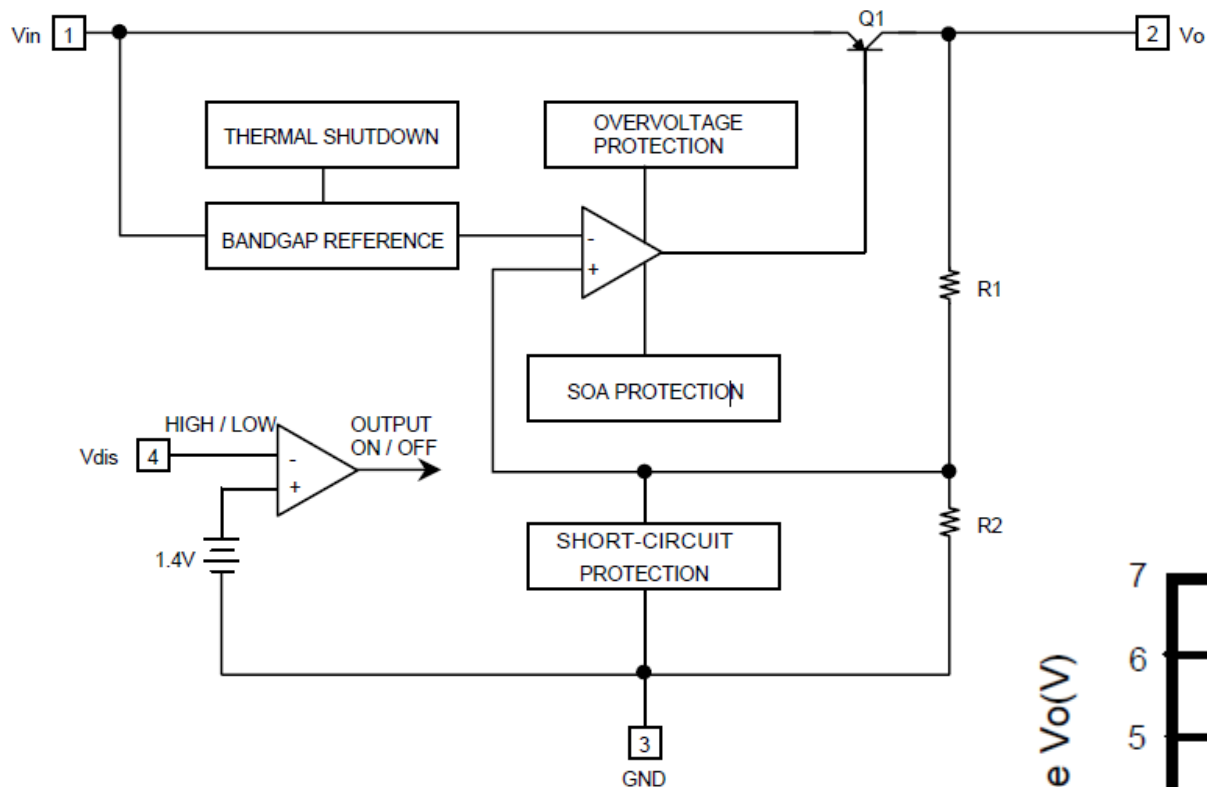 Q1
Vin 1
2 Vo
THERMAL SHUTDOWN
OVERVOLTAGE
PROTECTION
BANDGAP REFERENCE
-
+
R1
SOA PROTECTION
HIGH / LOW
OUTPUT
ON / OFF
Vdis 4
-
+
1.4V
SHORT-CIRCUIT
PROTECTION
R2
3
GND
7
6
5
e Vo(V)